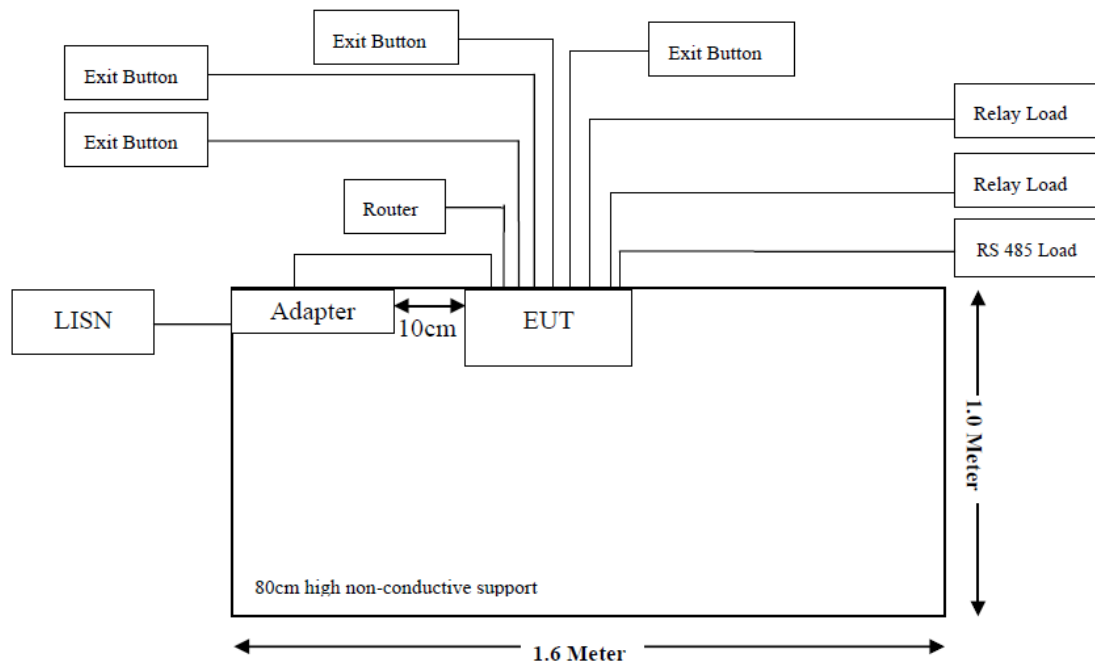 Exit Button
Exit Button
Exit Button
Exit Button
Relay Load
Relay Load
Router
RS 485 Load
LISN
Adapter
10cm
EUT
1.0 Meter
80cm high non-conductive support
1.6 Meter